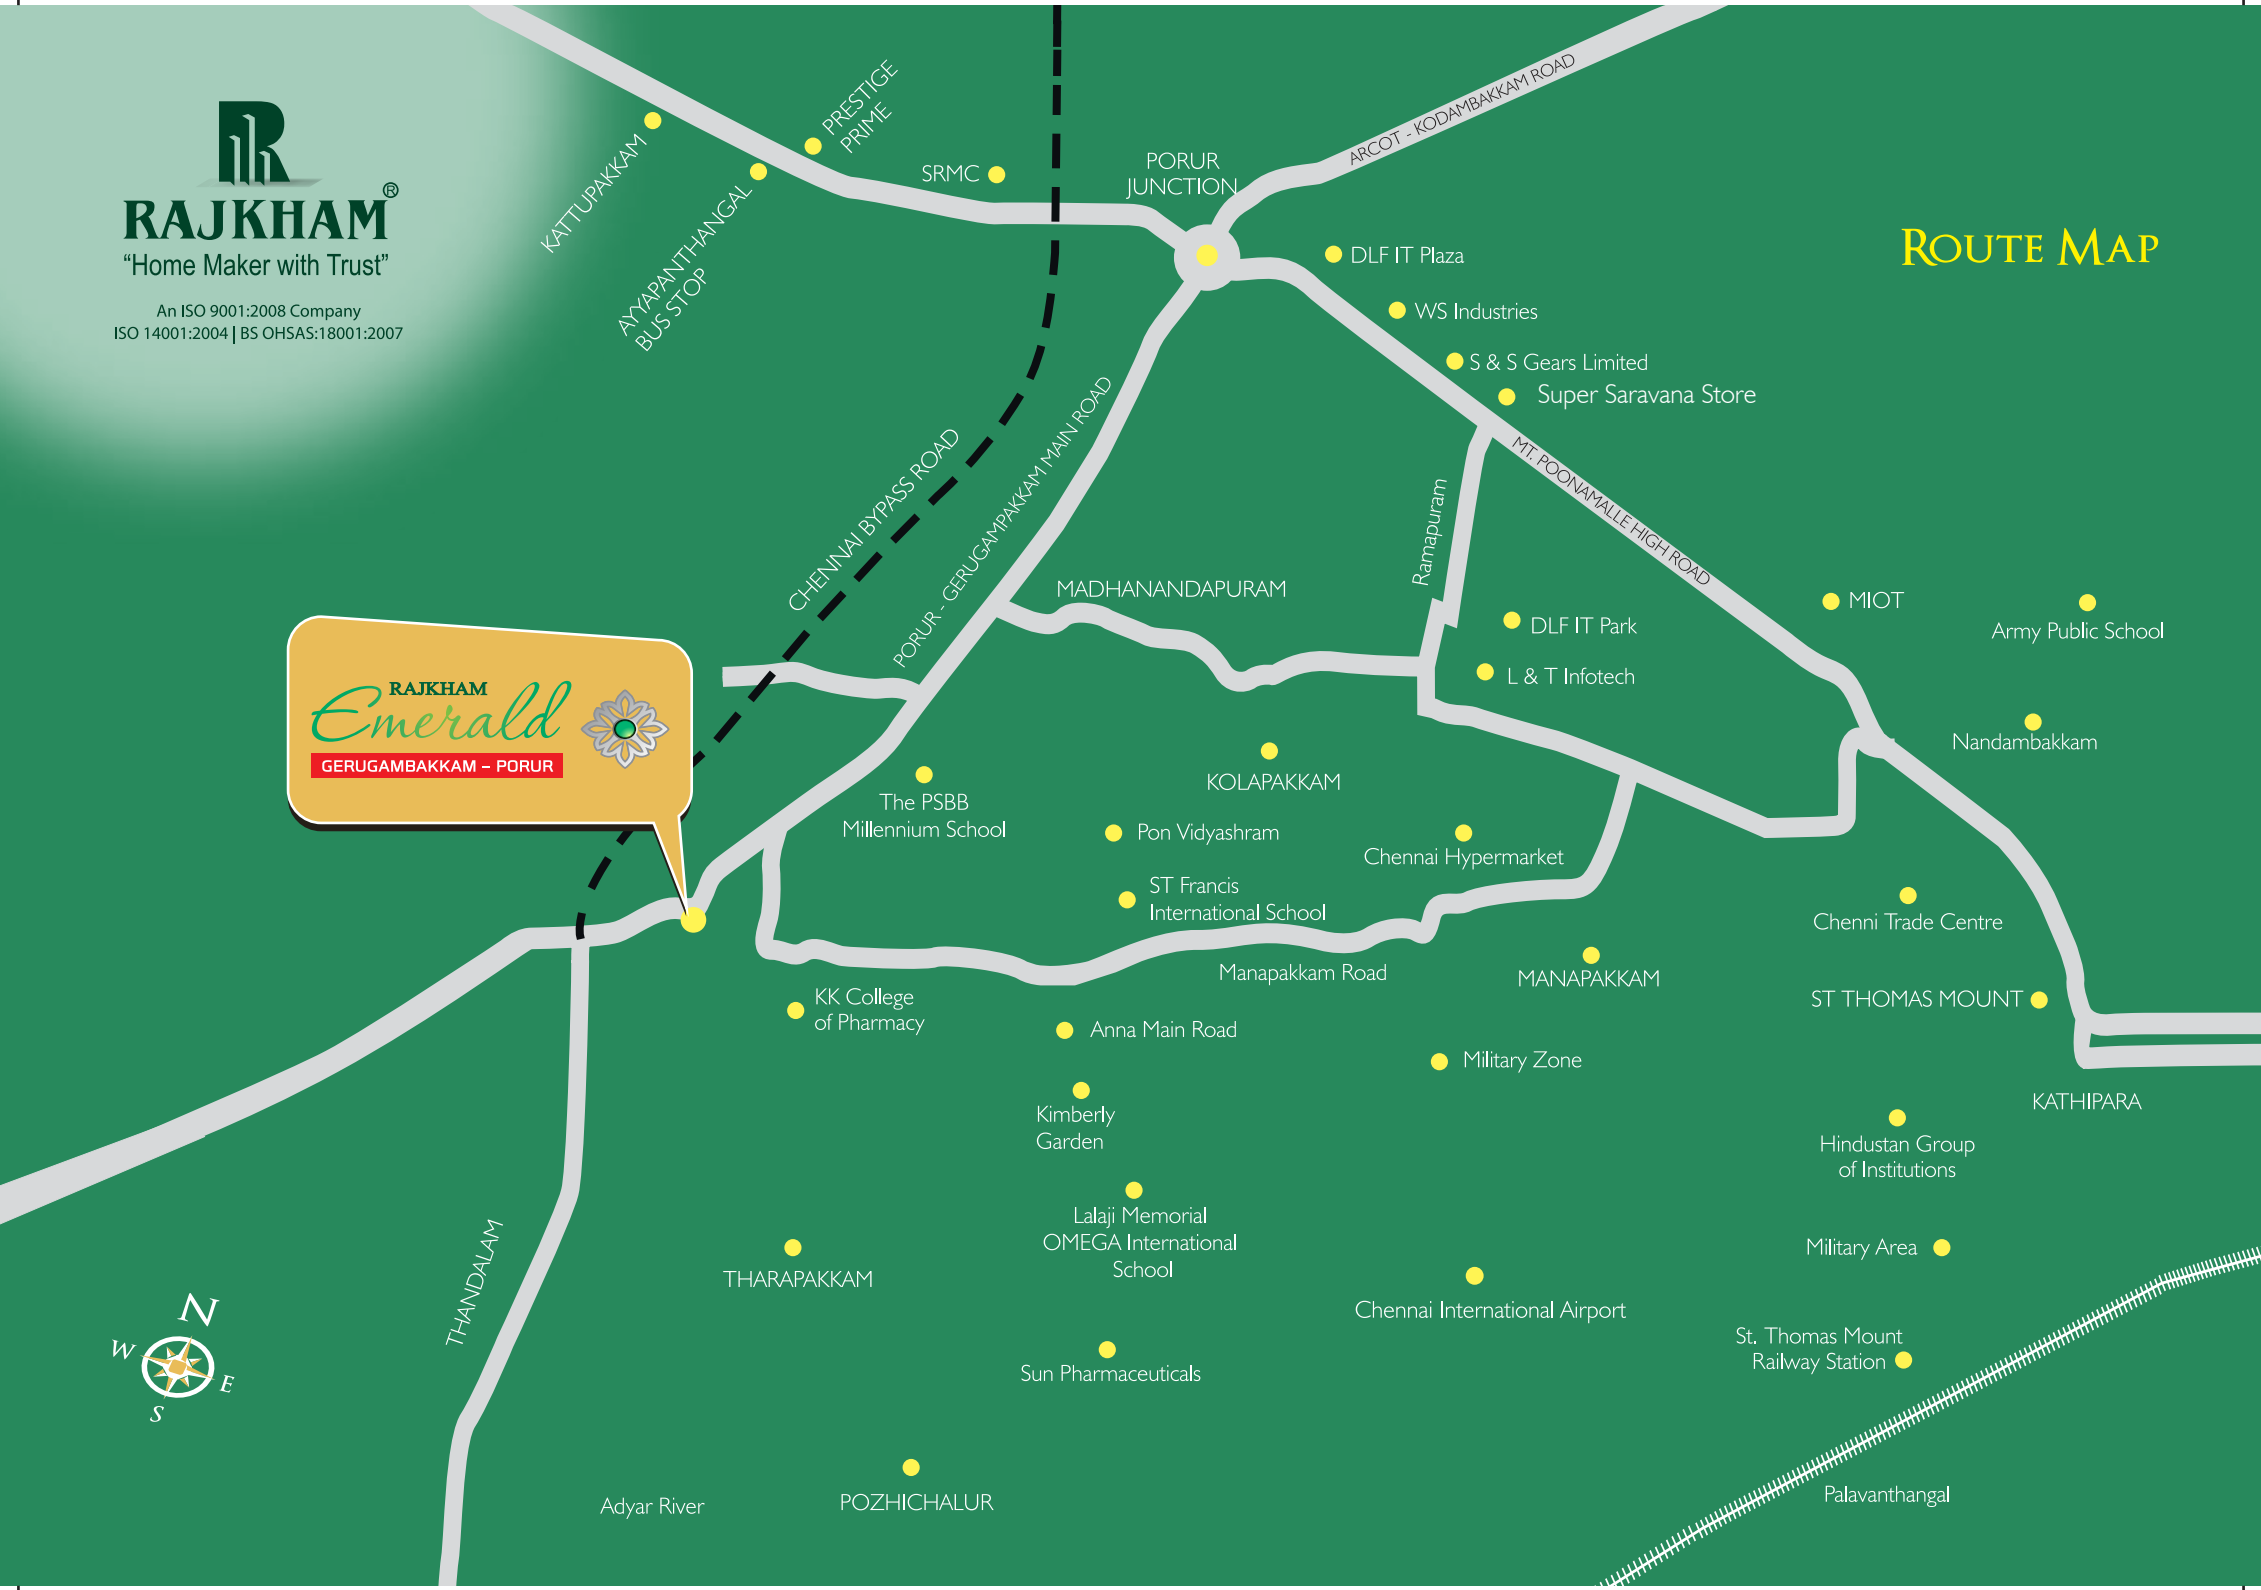 RAJKHAM®
“Home Maker with Trust”
An ISO 9001:2008 Company
ISO 14001:2004 | BS OHSAS:18001:2007
ROUTE MAP
KATTUPAKKAM
PRESTIGE
PRIME
AYYAPANTHANGAL
BUS STOP
SRMC
PORUR
JUNCTION
ARCOT - KODAMBAKKAM ROAD
DLF IT Plaza
WS Industries
S & S Gears Limited
Super Saravana Store
MT. POONAMALLE HIGH ROAD
CHENNAI BYPASS ROAD
PORUR - GERUGAMPAKKAM MAIN ROAD
Ramapuram
MADHANANDAPURAM
DLF IT Park
L & T Infotech
MIOT
Army Public School
Nandambakkam
RAJKHAM
Emerald
GERUGAMBAKKAM – PORUR
The PSBB
Millennium School
KOLAPAKKAM
Pon Vidyashram
Chennai Hypermarket
ST Francis
International School
Manapakkam Road
MANAPAKKAM
Chenni Trade Centre
ST THOMAS MOUNT
KK College
of Pharmacy
Anna Main Road
Military Zone
Kimberly
Garden
KATHIPARA
Hindustan Group
of Institutions
Lalaji Memorial
OMEGA International
School
THARAPAKKAM
THANDALAM
Chennai International Airport
Military Area
St. Thomas Mount
Railway Station
Sun Pharmaceuticals
N
W
E
S
Adyar River
POZHICHALUR
Palavanthangal